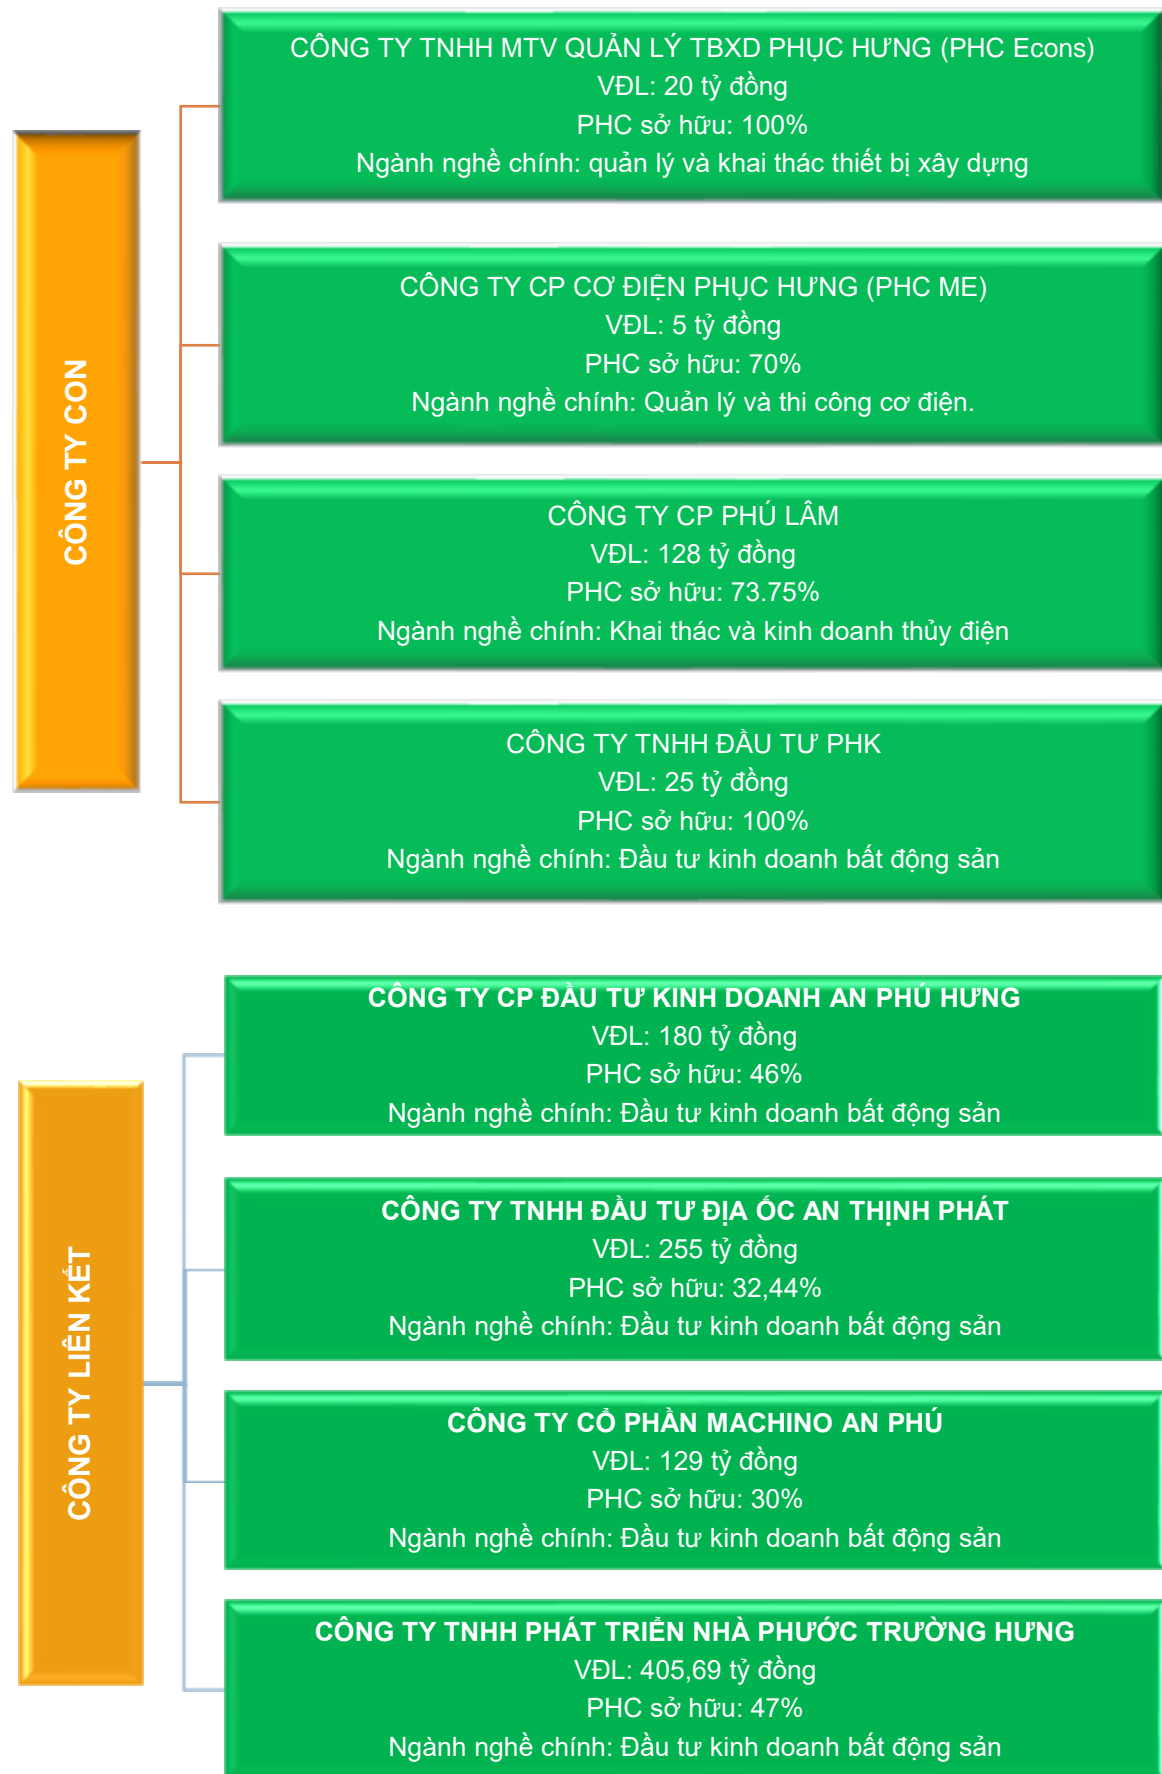 CÔNG TY CON
CÔNG TY TNHH MTV QUẢN LÝ TBXD PHỤC HƯNG (PHC Econs)
VĐL: 20 tỷ đồng
PHC sở hữu: 100%
Ngành nghề chính: quản lý và khai thác thiết bị xây dựng
CÔNG TY CP CƠ ĐIỆN PHỤC HƯNG (PHC ME)
VĐL: 5 tỷ đồng
PHC sở hữu: 70%
Ngành nghề chính: Quản lý và thi công cơ điện.
CÔNG TY CP PHÚ LÂM
VĐL: 128 tỷ đồng
PHC sở hữu: 73.75%
Ngành nghề chính: Khai thác và kinh doanh thủy điện
CÔNG TY TNHH ĐẦU TƯ PHK
VĐL: 25 tỷ đồng
PHC sở hữu: 100%
Ngành nghề chính: Đầu tư kinh doanh bất động sản
CÔNG TY LIÊN KẾT
CÔNG TY CP ĐẦU TƯ KINH DOANH AN PHÚ HƯNG
VĐL: 180 tỷ đồng
PHC sở hữu: 46%
Ngành nghề chính: Đầu tư kinh doanh bất động sản
CÔNG TY TNHH ĐẦU TƯ ĐỊA ỐC AN THỊNH PHÁT
VĐL: 255 tỷ đồng
PHC sở hữu: 32,44%
Ngành nghề chính: Đầu tư kinh doanh bất động sản
CÔNG TY CỔ PHẦN MACHINO AN PHÚ
VĐL: 129 tỷ đồng
PHC sở hữu: 30%
Ngành nghề chính: Đầu tư kinh doanh bất động sản
CÔNG TY TNHH PHÁT TRIỂN NHÀ PHƯỚC TRƯỜNG HƯNG
VĐL: 405,69 tỷ đồng
PHC sở hữu: 47%
Ngành nghề chính: Đầu tư kinh doanh bất động sản